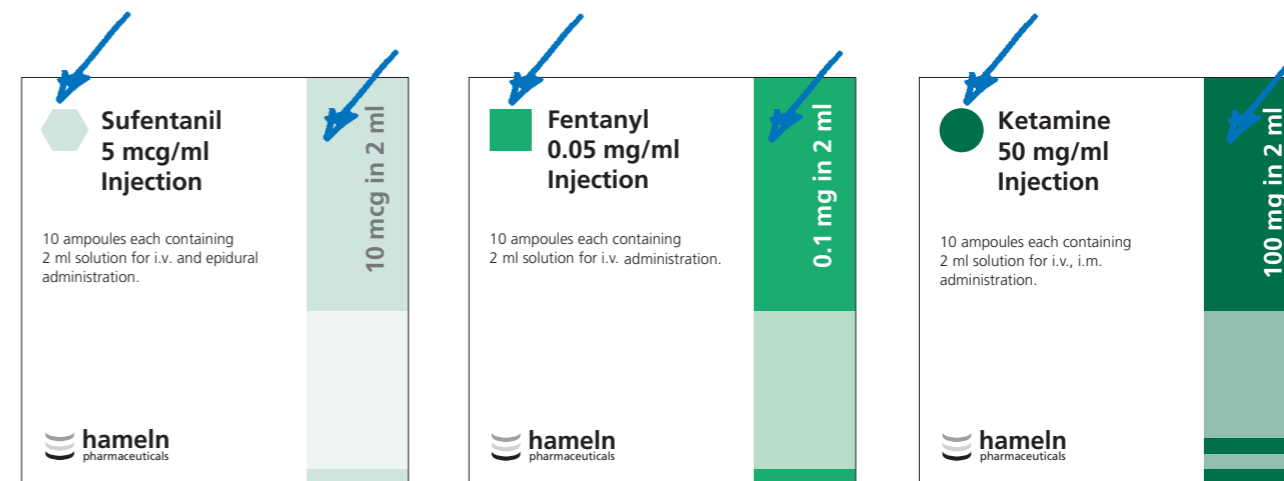 Sufentanil
5 mcg/ml
Injection
10 ampoules each containing
2 ml solution for i.v. and epidural
administration.
10 mcg in 2 ml
hameln
pharmaceuticals
Fentanyl
0.05 mg/ml
Injection
10 ampoules each containing
2 ml solution for i.v. administration.
0.1 mg in 2 ml
hameln
pharmaceuticals
Ketamine
50 mg/ml
Injection
10 ampoules each containing
2 ml solution for i.v., i.m.
administration.
100 mg in 2 ml
hameln
pharmaceuticals